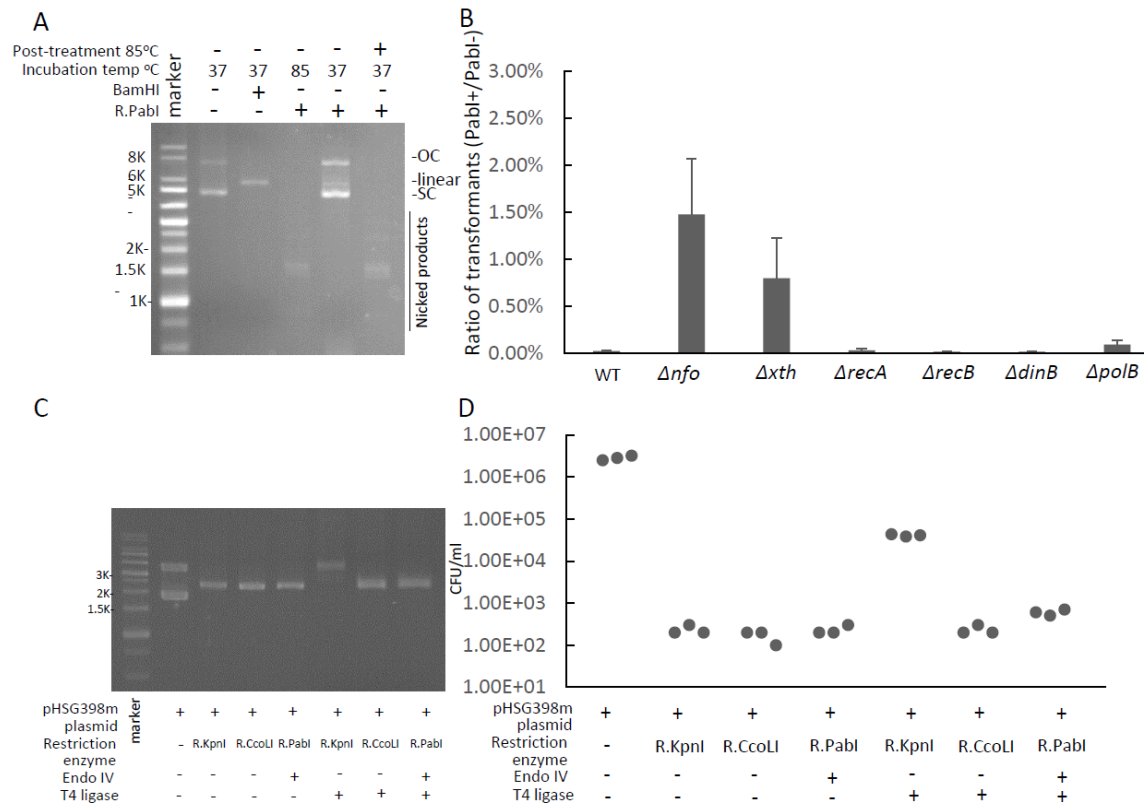 A
Post-treatment 85°C - - - - +
Incubation temp °C 37 37 85 37 37
BamHI - + - - -
R.PabI - - + + +
marker
8K
6K
5K
-
2K-
1.5K
-
1K-
-OC
-linear
-SC
Nicked products
B
Ratio of transformants (PabI+/PabI-)
3.00%
2.50%
2.00%
1.50%
1.00%
0.50%
0.00%
WT Δnfo Δxth ΔrecA ΔrecB ΔdinB ΔpolB
C
3K-
2K-
1.5K-
marker
pHSG398m plasmid + + + + + + +
Restriction enzyme - R.KpnI R.CcoLI R.PabI R.KpnI R.CcoLI R.PabI
Endo IV - - - + - - +
T4 ligase - - - - + + +
D
CFU/ml
1.00E+07
1.00E+06
1.00E+05
1.00E+04
1.00E+03
1.00E+02
1.00E+01
pHSG398m plasmid + + + + + + +
Restriction enzyme - R.KpnI R.CcoLI R.PabI R.KpnI R.CcoLI R.PabI
Endo IV - - - + - - +
T4 ligase - - - - + + +